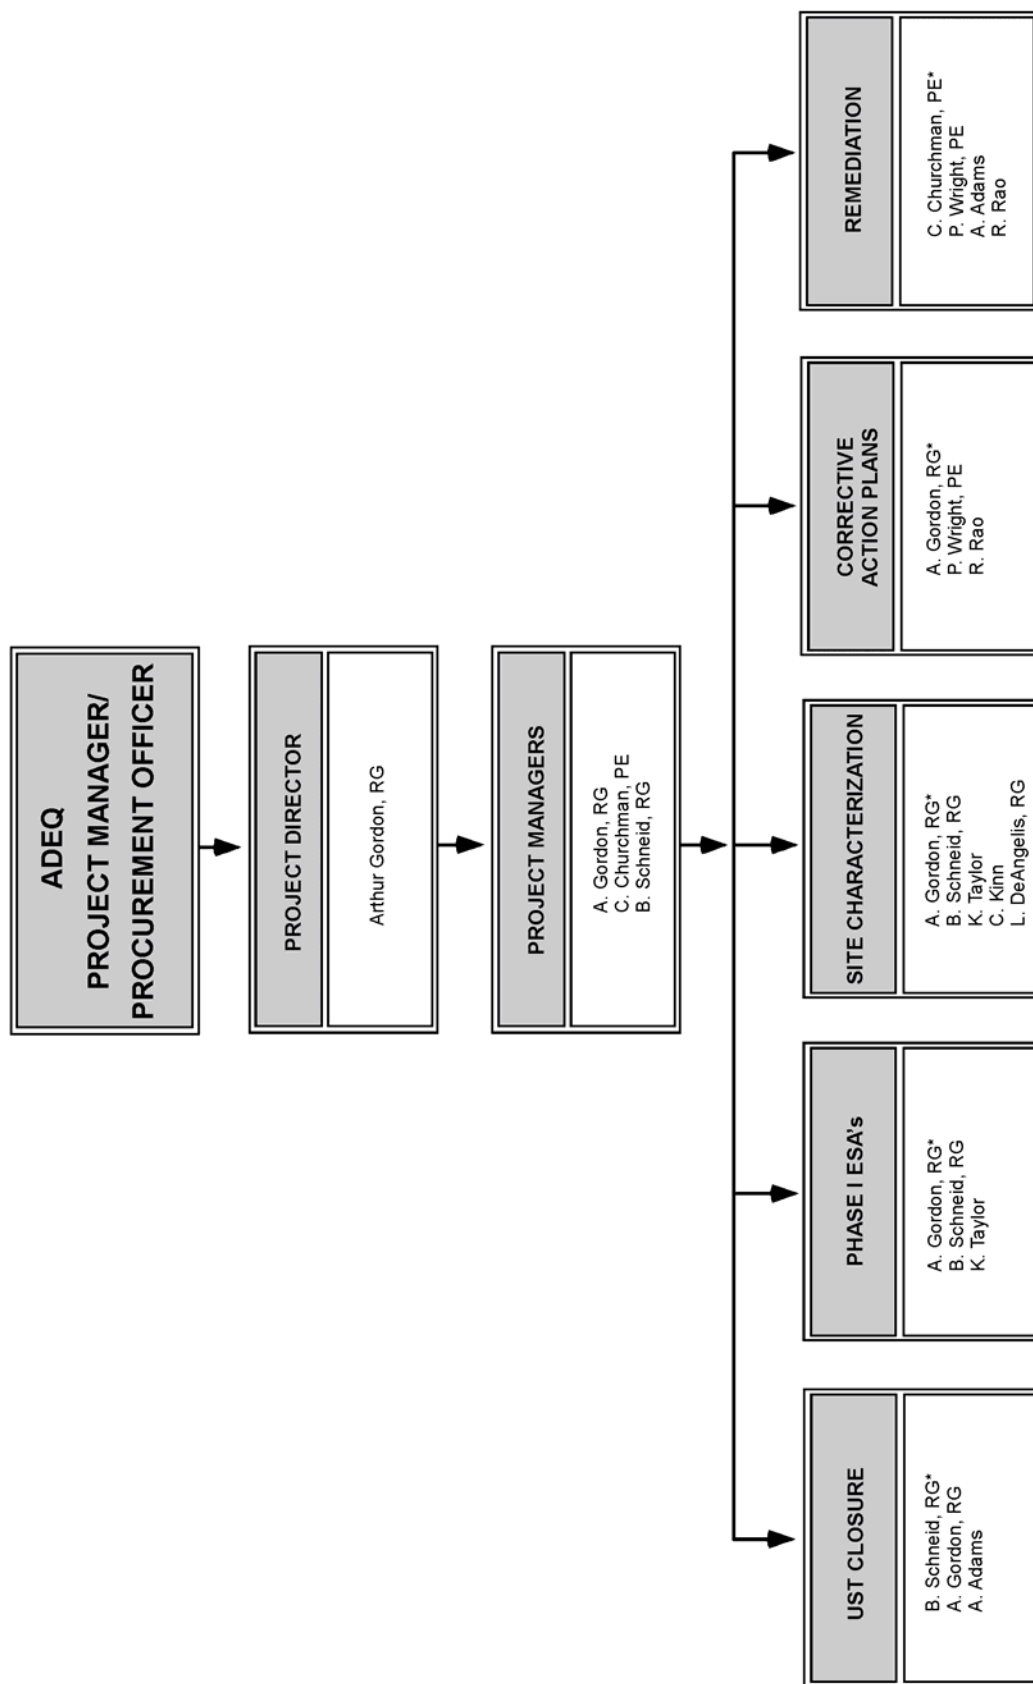 ADEQ
PROJECT MANAGER/
PROCUREMENT OFFICER
PROJECT DIRECTOR
Arthur Gordon, RG
PROJECT MANAGERS
A. Gordon, RG
C. Churchman, PE
B. Schneid, RG
UST CLOSURE
B. Schneid, RG*
A. Gordon, RG
A. Adams
PHASE I ESA's
A. Gordon, RG*
B. Schneid, RG
K. Taylor
SITE CHARACTERIZATION
A. Gordon, RG*
B. Schneid, RG
K. Taylor
C. Kinn
L. DeAngelis, RG
CORRECTIVE
ACTION PLANS
A. Gordon, RG*
P. Wright, PE
R. Rao
REMEDIATION
C. Churchman, PE*
P. Wright, PE
A. Adams
R. Rao